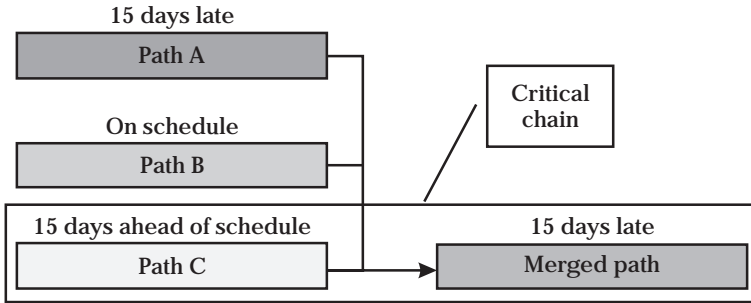 15 days late
Path A
Critical
chain
On schedule
Path B
15 days ahead of schedule
15 days late
Path C
Merged path